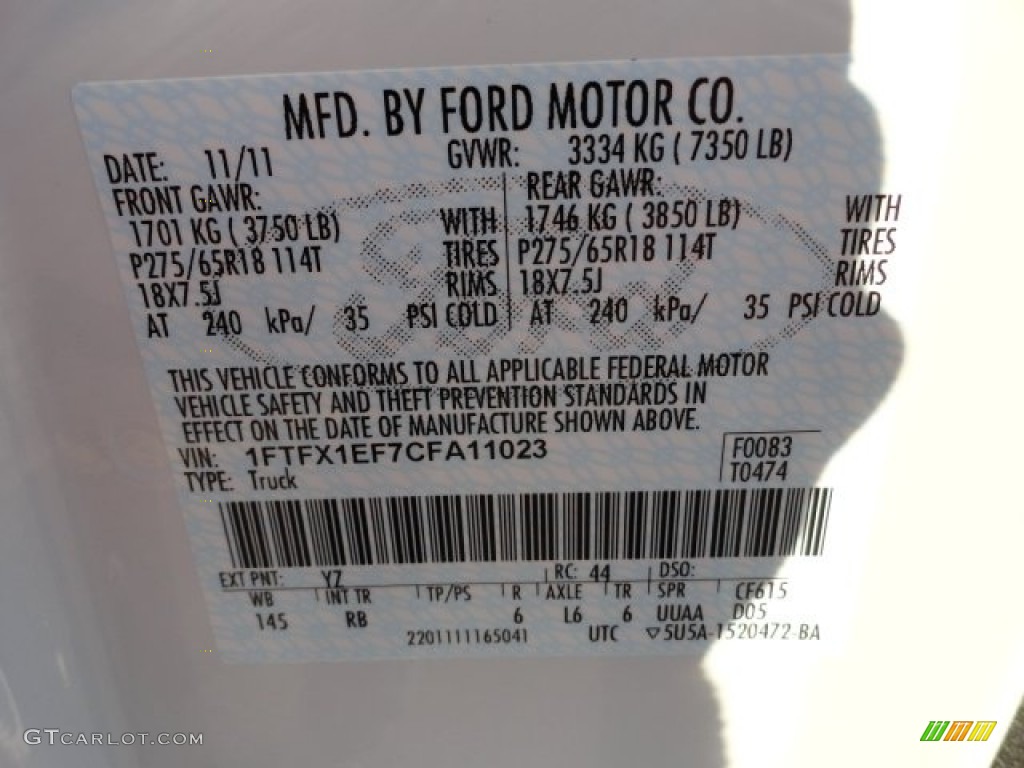 MFD. BY FORD MOTOR CO.
DATE: 11/11 GVWR: 3334 KG ( 7350 LB)
FRONT GAWR: REAR GAWR:
1701 KG ( 3750 LB) WITH 1746 KG ( 3850 LB) WITH
P275/65R18 114T TIRES P275/65R18 114T TIRES
18X7.5J RIMS 18X7.5J RIMS
AT 240 kPa/ 35 PSI COLD AT 240 kPa/ 35 PSI COLD
THIS VEHICLE CONFORMS TO ALL APPLICABLE FEDERAL MOTOR
VEHICLE SAFETY AND THEFT PREVENTION STANDARDS IN
EFFECT ON THE DATE OF MANUFACTURE SHOWN ABOVE.
VIN: 1FTFX1EF7CFA11023 F0083
TYPE: Truck T0474
EXT PNT: YZ RC: 44 DSO:
WB INT TR TP/PS R AXLE TR SPR CF615
145 RB 6 L6 6 UUAA D05
2201111165041 UTC ▽5U5A-1520472-BA
GTCARLOT.COM